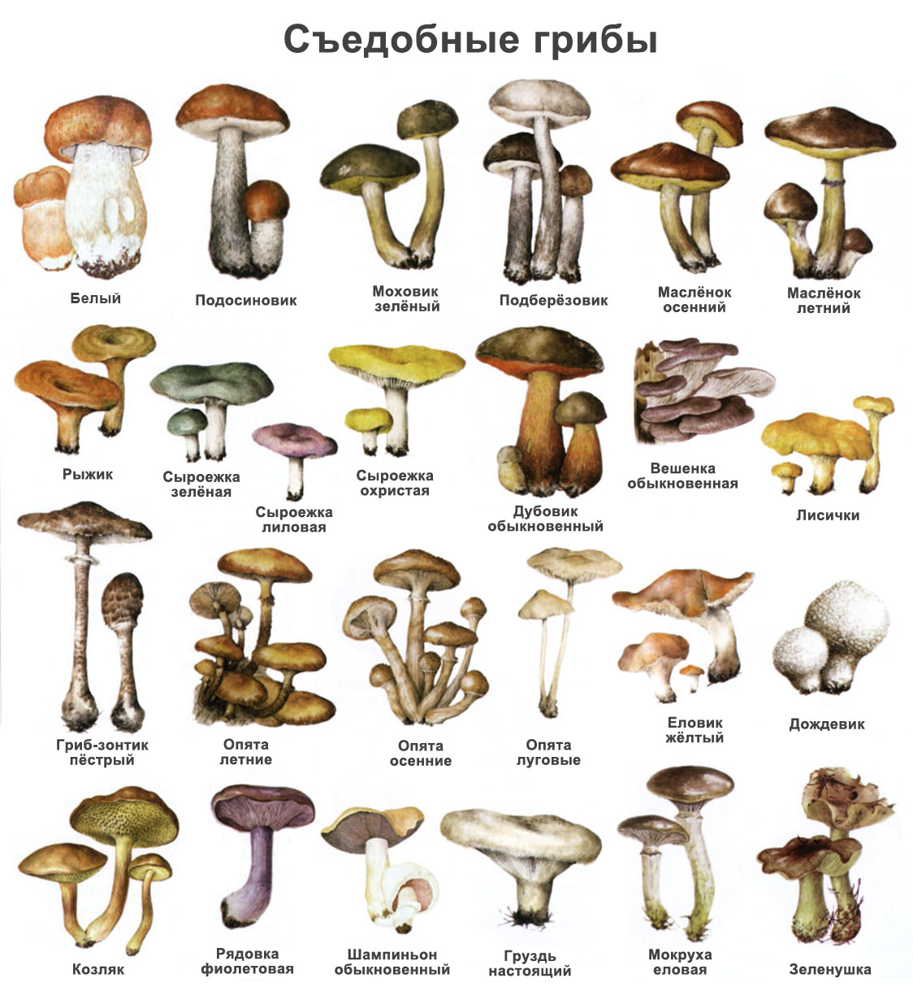 Съедобные грибы
Белый
Подосиновик
Моховик
зелёный
Подберёзовик
Маслёнок
осенний
Маслёнок
летний
Рыжик
Сыроежка
зелёная
Сыроежка
лиловая
Сыроежка
охристая
Дубовик
обыкновенный
Вешенка
обыкновенная
Лисички
Гриб-зонтик
пёстрый
Опята
летние
Опята
осенние
Опята
луговые
Еловик
жёлтый
Дождевик
Козляк
Рядовка
фиолетовая
Шампиньон
обыкновенный
Груздь
настоящий
Мокруха
еловая
Зеленушка